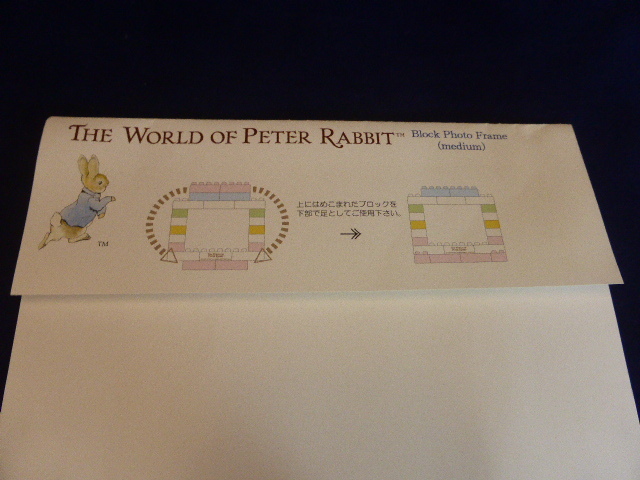 THE WORLD OF PETER RABBIT™ Block Photo Frame
(medium)
上にはめこまれたブロックを
下部で足としてご使用下さい。
TM